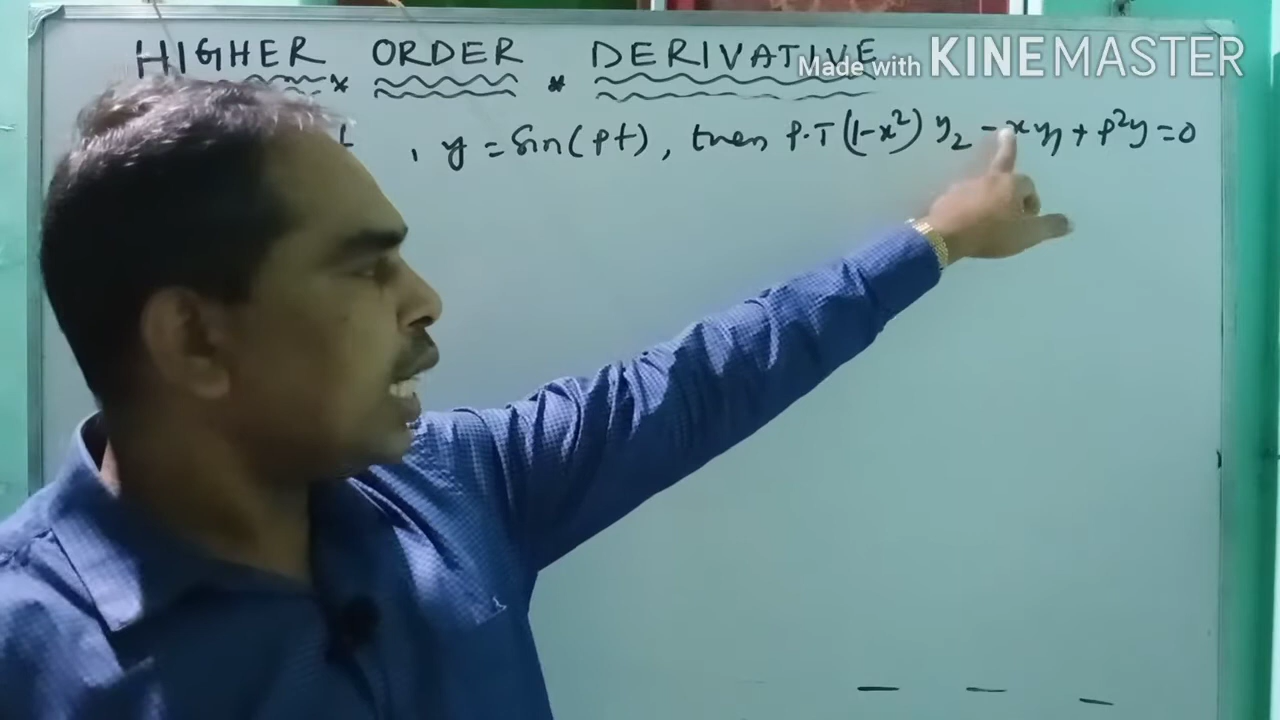 HIGHER ORDER DERIVATIVE
Made with KINEMASTER
, y = Sin(pt), then P.T (1-x²) y₂ - x y₁ + p²y = 0